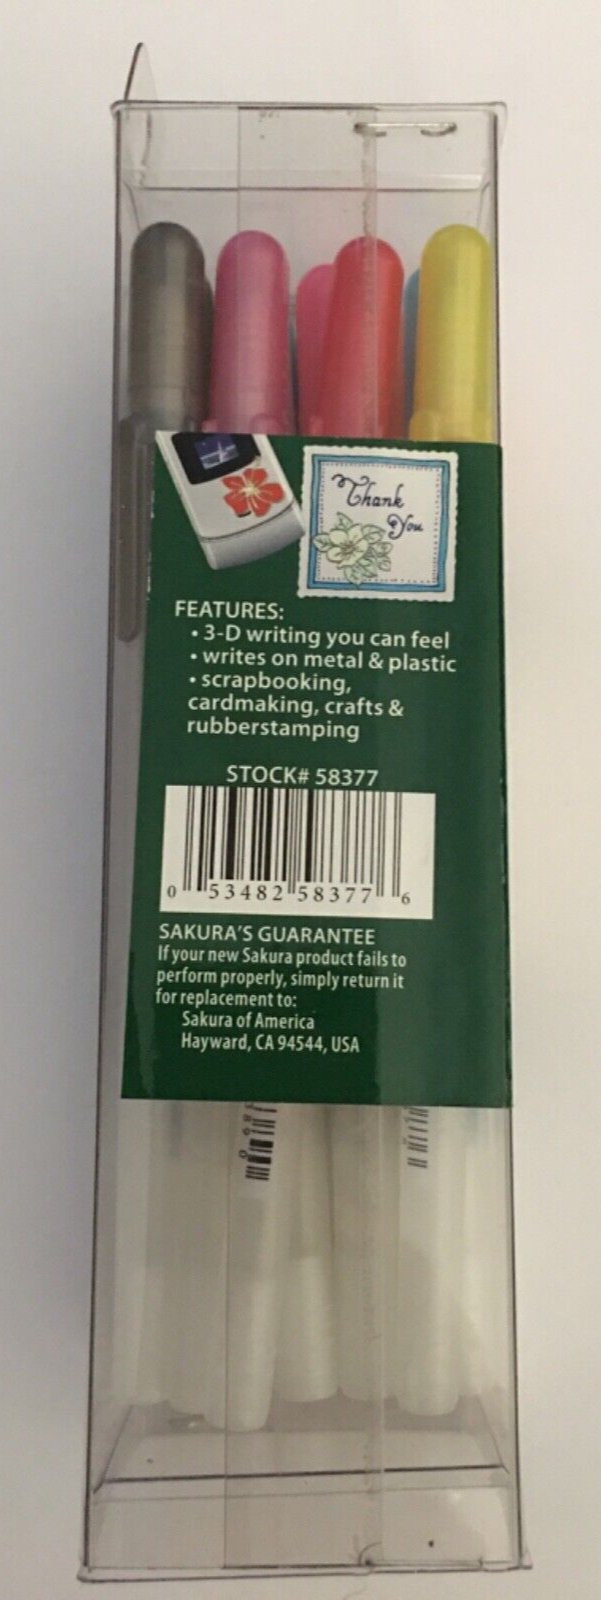 Thank
You
FEATURES:
• 3-D writing you can feel
• writes on metal & plastic
• scrapbooking,
cardmaking, crafts &
rubberstamping
STOCK# 58377
0 53482 58377 6
SAKURA'S GUARANTEE
If your new Sakura product fails to
perform properly, simply return it
for replacement to:
Sakura of America
Hayward, CA 94544, USA